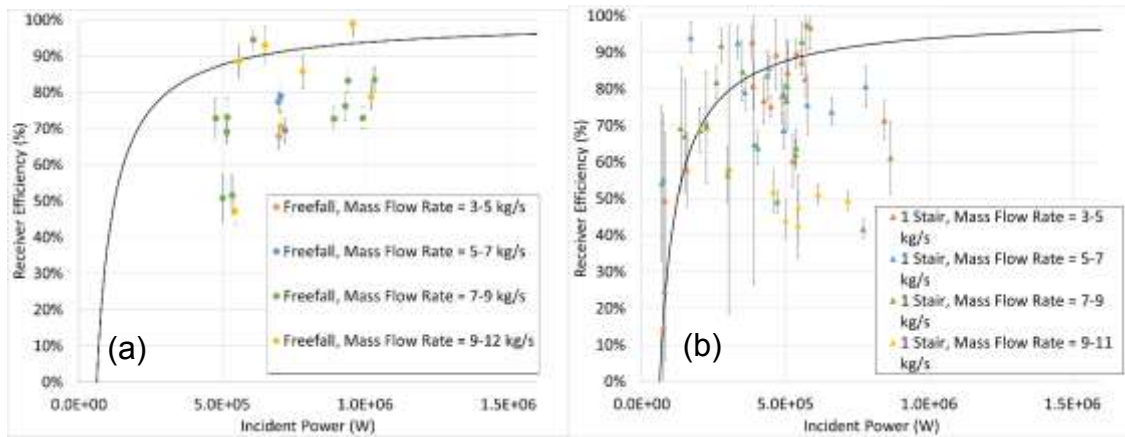 100%
90%
80%
70%
60%
50%
40%
30%
20%
10%
0%
Receiver Efficiency (%)
Freefall, Mass Flow Rate = 3-5 kg/s
Freefall, Mass Flow Rate = 5-7 kg/s
Freefall, Mass Flow Rate = 7-9 kg/s
Freefall, Mass Flow Rate = 9-12 kg/s
(a)
0.0E+00
5.0E+05
1.0E+06
1.5E+06
Incident Power (W)
100%
90%
80%
70%
60%
50%
40%
30%
20%
10%
0%
Receiver Efficiency (%)
1 Stair, Mass Flow Rate = 3-5
kg/s
1 Stair, Mass Flow Rate = 5-7
kg/s
1 Stair, Mass Flow Rate = 7-9
kg/s
1 Stair, Mass Flow Rate = 9-11
kg/s
(b)
0.0E+00
5.0E+05
1.0E+06
1.5E+06
Incident Power (W)